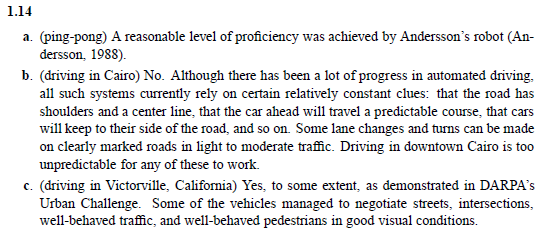 1.14
a. (ping-pong) A reasonable level of proficiency was achieved by Andersson's robot (An-
dersson, 1988).
b. (driving in Cairo) No. Although there has been a lot of progress in automated driving,
all such systems currently rely on certain relatively constant clues: that the road has
shoulders and a center line, that the car ahead will travel a predictable course, that cars
will keep to their side of the road, and so on. Some lane changes and turns can be made
on clearly marked roads in light to moderate traffic. Driving in downtown Cairo is too
unpredictable for any of these to work.
c. (driving in Victorville, California) Yes, to some extent, as demonstrated in DARPA's
Urban Challenge. Some of the vehicles managed to negotiate streets, intersections,
well-behaved traffic, and well-behaved pedestrians in good visual conditions.